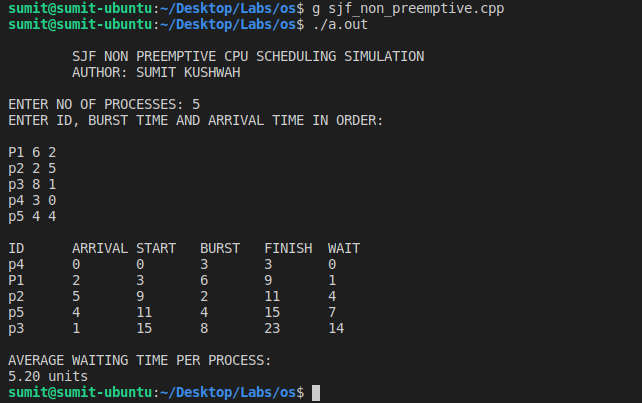 sumit@sumit-ubuntu:~/Desktop/Labs/os$ g sjf_non_preemptive.cpp
sumit@sumit-ubuntu:~/Desktop/Labs/os$ ./a.out
SJF NON PREEMPTIVE CPU SCHEDULING SIMULATION
AUTHOR: SUMIT KUSHWAH
ENTER NO OF PROCESSES: 5
ENTER ID, BURST TIME AND ARRIVAL TIME IN ORDER:
P1 6 2
p2 2 5
p3 8 1
p4 3 0
p5 4 4
ID ARRIVAL START BURST FINISH WAIT
p4 0 0 3 3 0
P1 2 3 6 9 1
p2 5 9 2 11 4
p5 4 11 4 15 7
p3 1 15 8 23 14
AVERAGE WAITING TIME PER PROCESS:
5.20 units
sumit@sumit-ubuntu:~/Desktop/Labs/os$